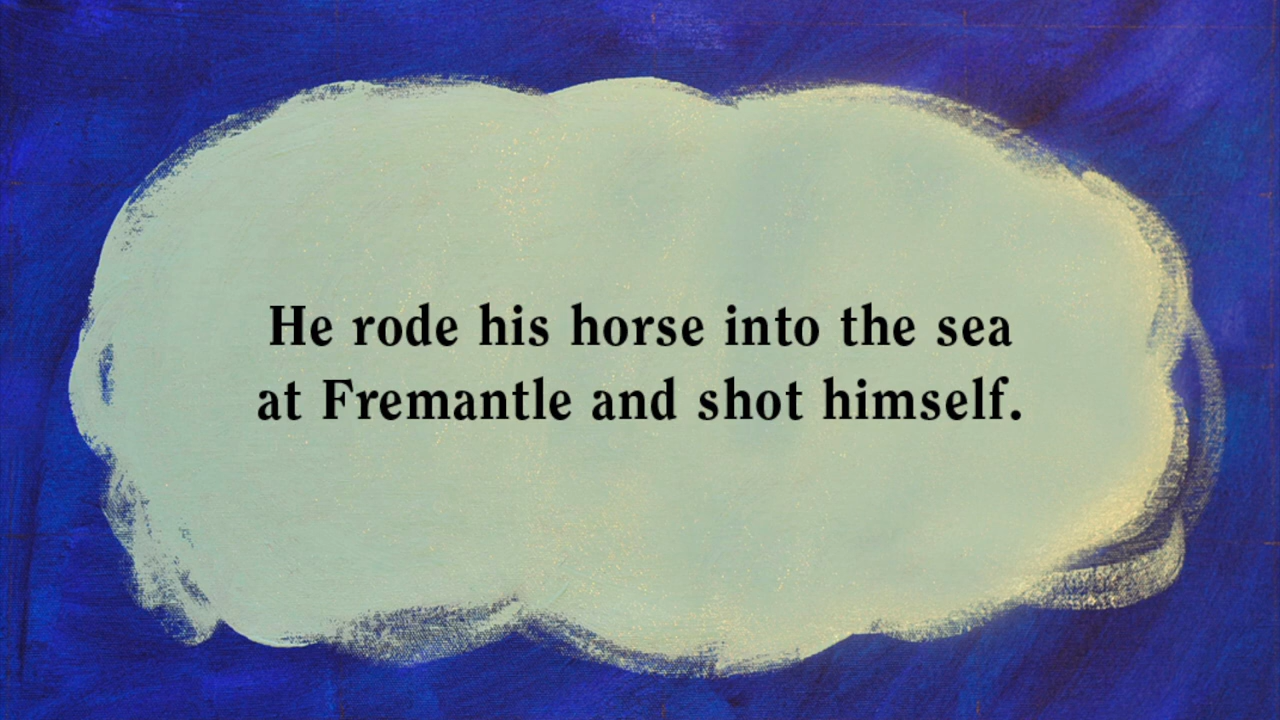 He rode his horse into the sea
at Fremantle and shot himself.